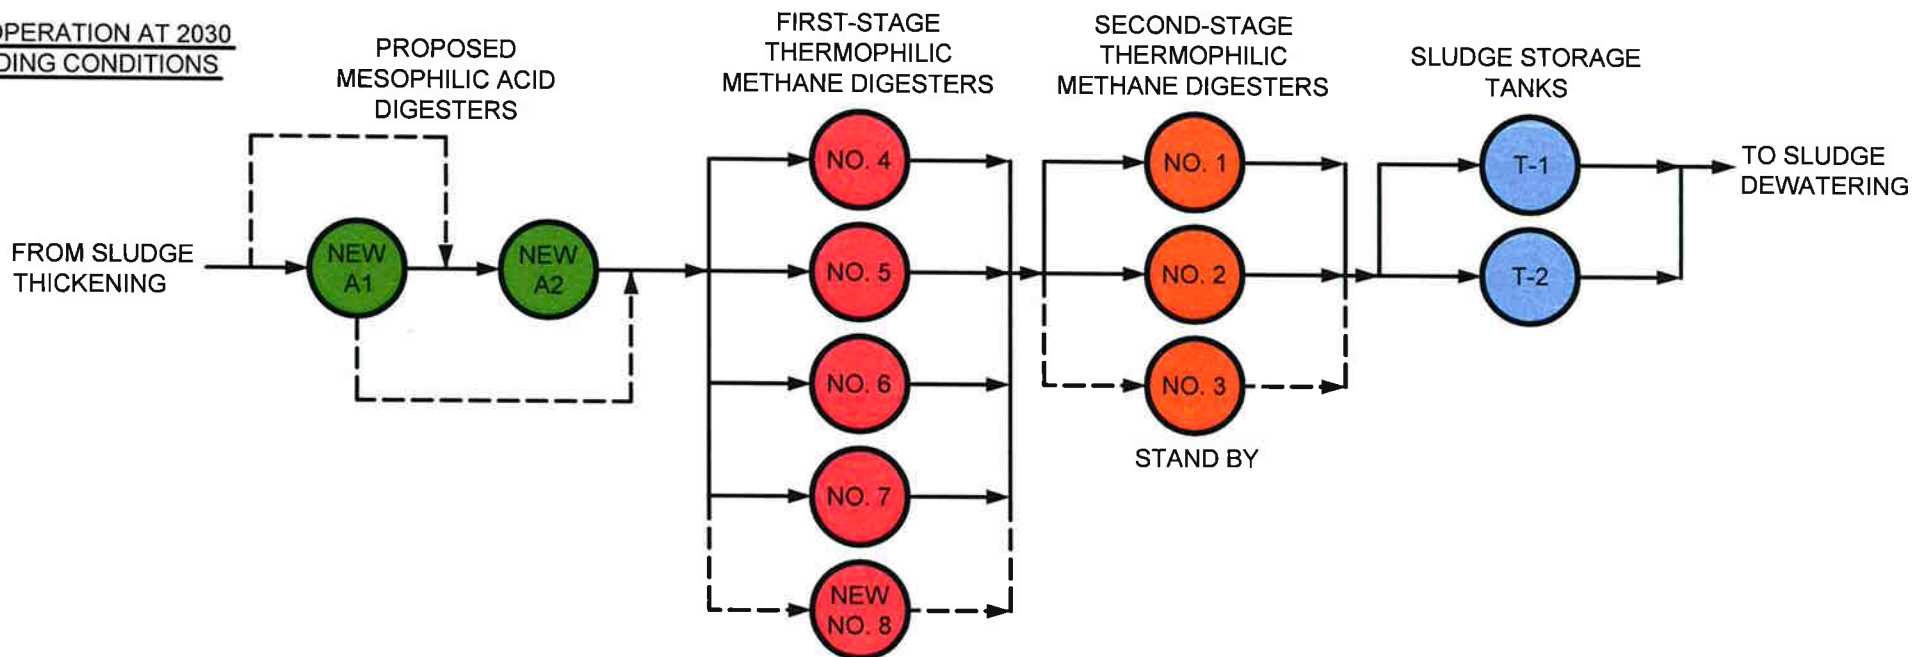 OPERATION AT 2030
DING CONDITIONS
PROPOSED
MESOPHILIC ACID
DIGESTERS
FIRST-STAGE
THERMOPHILIC
METHANE DIGESTERS
SECOND-STAGE
THERMOPHILIC
METHANE DIGESTERS
SLUDGE STORAGE
TANKS
FROM SLUDGE
THICKENING
NEW
A1
NEW
A2
NO. 4
NO. 5
NO. 6
NO. 7
NEW
NO. 8
NO. 1
NO. 2
NO. 3
STAND BY
T-1
T-2
TO SLUDGE
DEWATERING